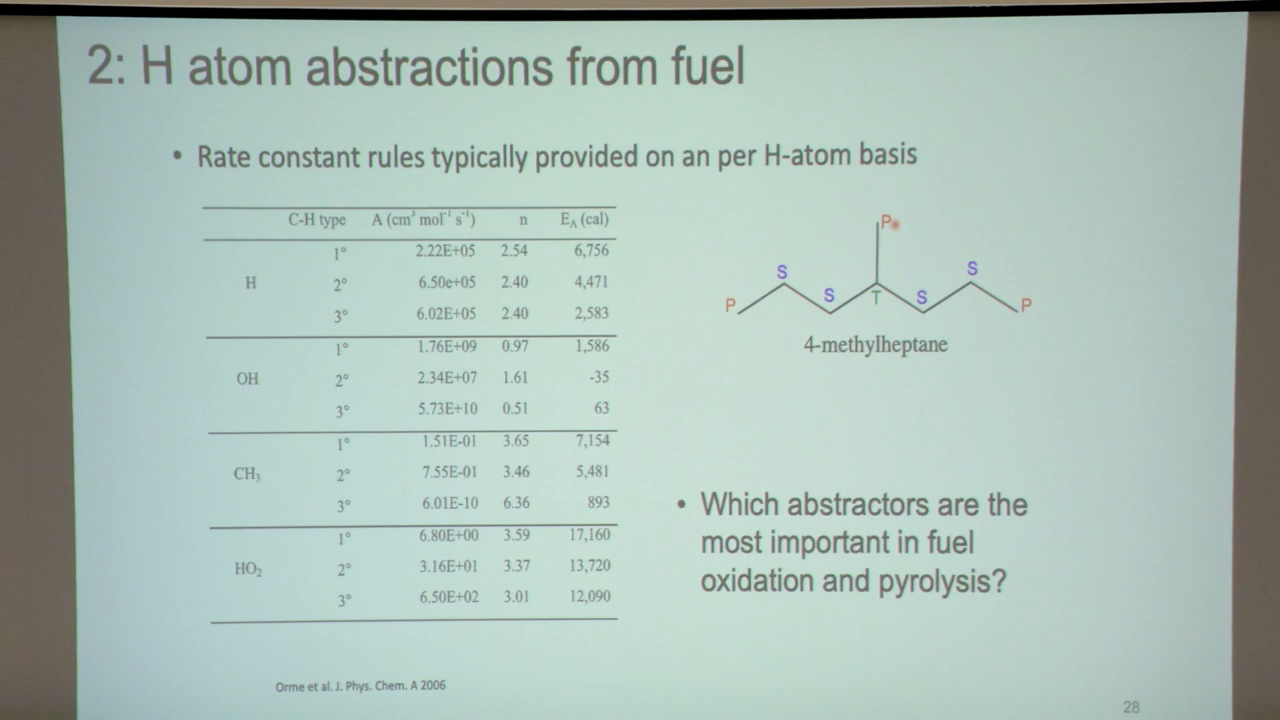 2: H atom abstractions from fuel
• Rate constant rules typically provided on an per H-atom basis
C-H type A (cm³ mol⁻¹ s⁻¹) n E_A (cal)
H
1° 2.22E+05 2.54 6,756
2° 6.50e+05 2.40 4,471
3° 6.02E+05 2.40 2,583
OH
1° 1.76E+09 0.97 1,586
2° 2.34E+07 1.61 -35
3° 5.73E+10 0.51 63
CH₃
1° 1.51E-01 3.65 7,154
2° 7.55E-01 3.46 5,481
3° 6.01E-10 6.36 893
HO₂
1° 6.80E+00 3.59 17,160
2° 3.16E+01 3.37 13,720
3° 6.50E+02 3.01 12,090
P
S S
P S T S P
4-methylheptane
• Which abstractors are the
most important in fuel
oxidation and pyrolysis?
Orme et al. J. Phys. Chem. A 2006
28